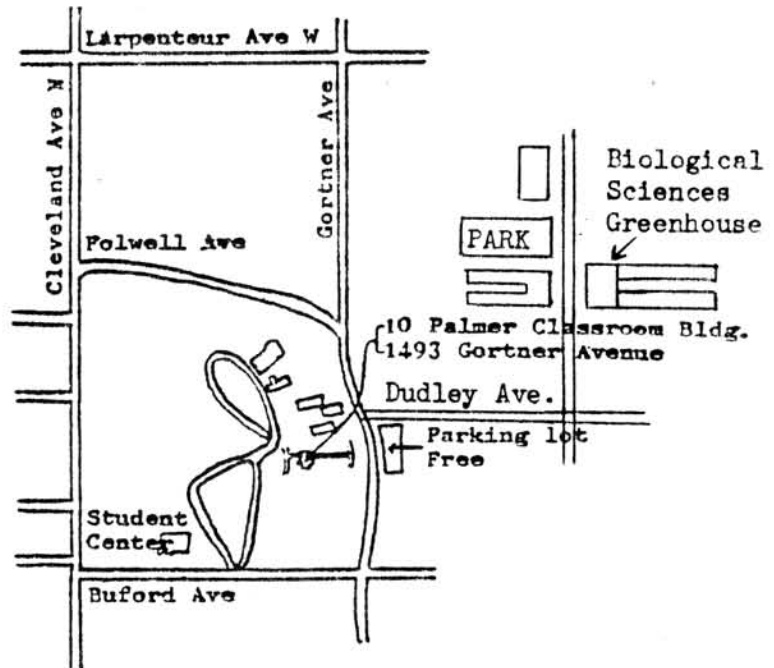 Larpenteur Ave W
Cleveland Ave N
Gortner Ave
Biological
Sciences
Greenhouse
PARK
Folwell Ave
10 Palmer Classroom Bldg.
1493 Gortner Avenue
Dudley Ave.
Parking lot
Free
Student
Center
Buford Ave